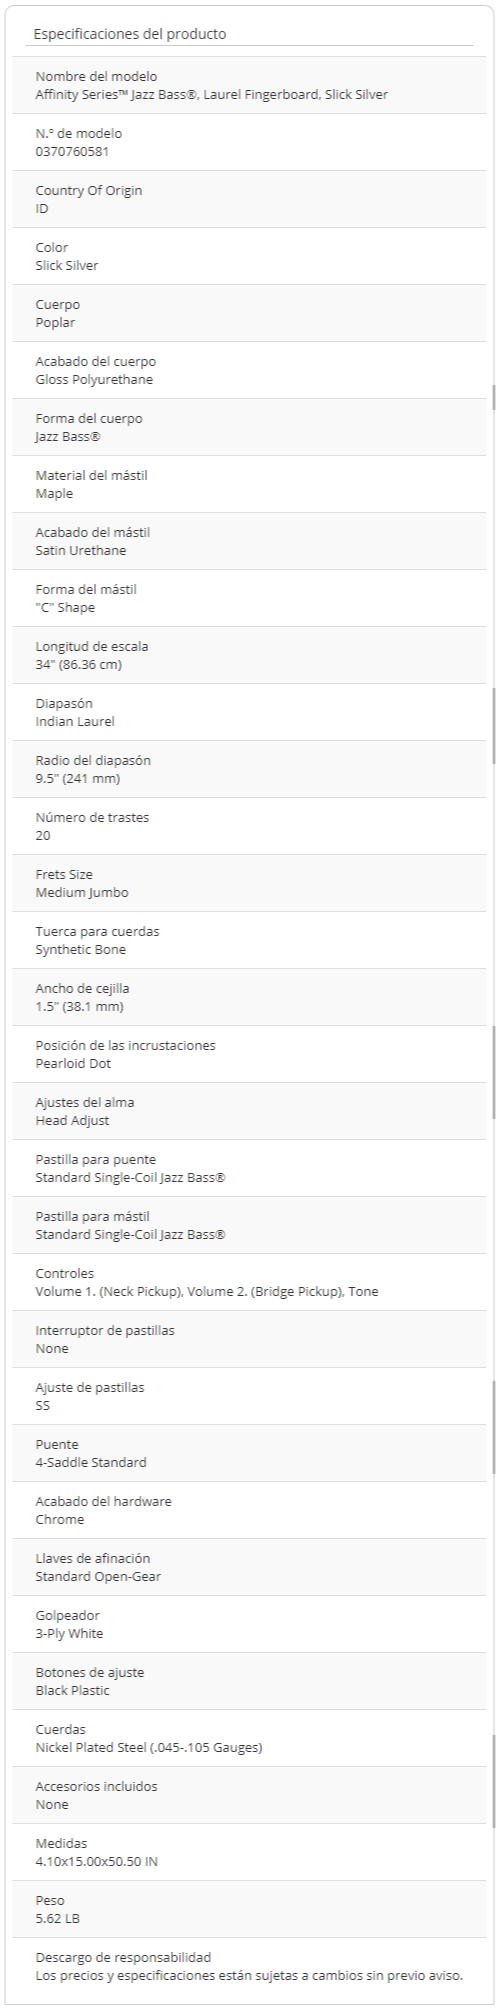 Especificaciones del producto
Nombre del modelo
Affinity Series™ Jazz Bass®, Laurel Fingerboard, Slick Silver
N.º de modelo
0370760581
Country Of Origin
ID
Color
Slick Silver
Cuerpo
Poplar
Acabado del cuerpo
Gloss Polyurethane
Forma del cuerpo
Jazz Bass®
Material del mástil
Maple
Acabado del mástil
Satin Urethane
Forma del mástil
"C" Shape
Longitud de escala
34" (86.36 cm)
Diapasón
Indian Laurel
Radio del diapasón
9.5" (241 mm)
Número de trastes
20
Frets Size
Medium Jumbo
Tuerca para cuerdas
Synthetic Bone
Ancho de cejilla
1.5" (38.1 mm)
Posición de las incrustaciones
Pearloid Dot
Ajustes del alma
Head Adjust
Pastilla para puente
Standard Single-Coil Jazz Bass®
Pastilla para mástil
Standard Single-Coil Jazz Bass®
Controles
Volume 1. (Neck Pickup), Volume 2. (Bridge Pickup), Tone
Interruptor de pastillas
None
Ajuste de pastillas
SS
Puente
4-Saddle Standard
Acabado del hardware
Chrome
Llaves de afinación
Standard Open-Gear
Golpeador
3-Ply White
Botones de ajuste
Black Plastic
Cuerdas
Nickel Plated Steel (.045-.105 Gauges)
Accesorios incluidos
None
Medidas
4.10x15.00x50.50 IN
Peso
5.62 LB
Descargo de responsabilidad
Los precios y especificaciones están sujetas a cambios sin previo aviso.